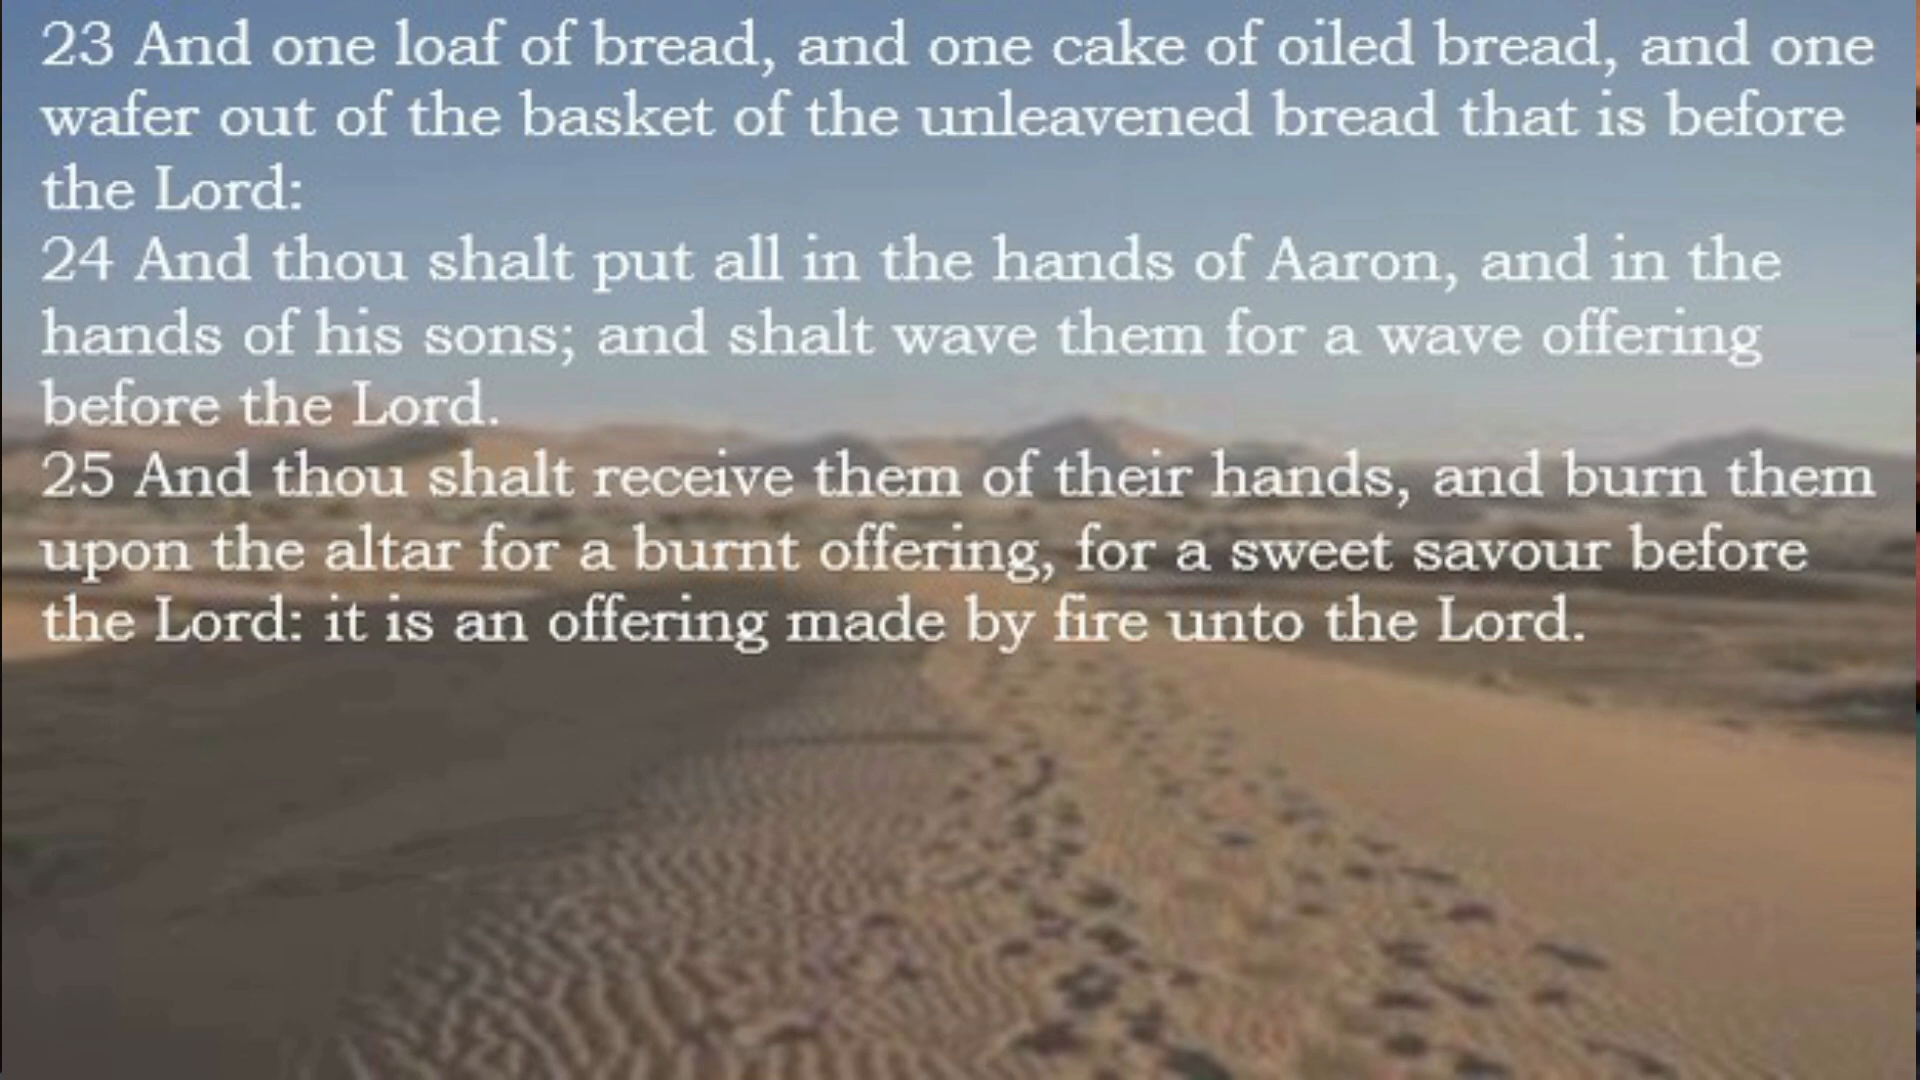 23 And one loaf of bread, and one cake of oiled bread, and one
wafer out of the basket of the unleavened bread that is before
the Lord:
24 And thou shalt put all in the hands of Aaron, and in the
hands of his sons; and shalt wave them for a wave offering
before the Lord.
25 And thou shalt receive them of their hands, and burn them
upon the altar for a burnt offering, for a sweet savour before
the Lord: it is an offering made by fire unto the Lord.